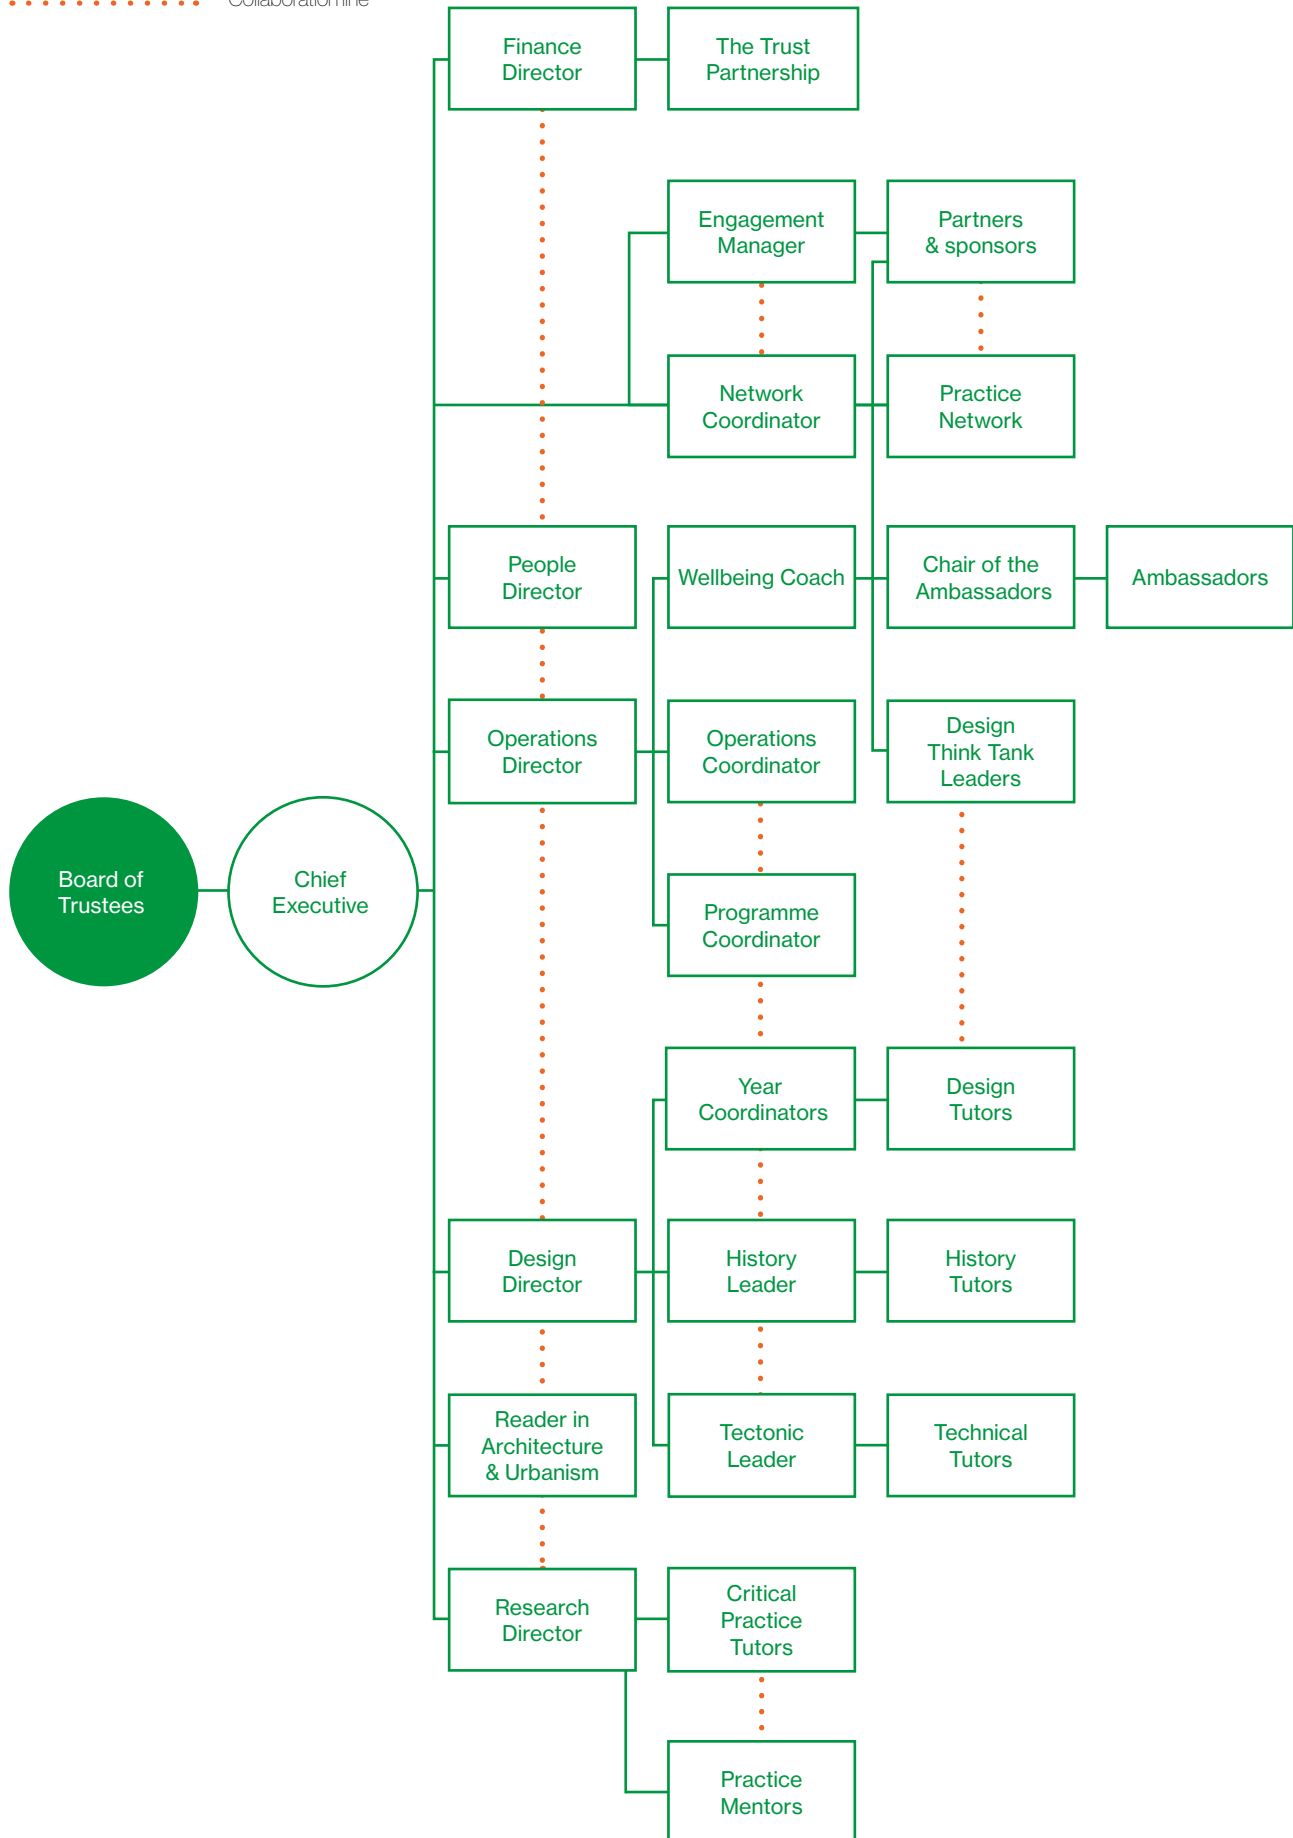 Collaboration line
Finance
Director
The Trust
Partnership
Engagement
Manager
Partners
& sponsors
Network
Coordinator
Practice
Network
People
Director
Wellbeing Coach
Chair of the
Ambassadors
Ambassadors
Operations
Director
Operations
Coordinator
Design
Think Tank
Leaders
Board of
Trustees
Chief
Executive
Programme
Coordinator
Year
Coordinators
Design
Tutors
Design
Director
History
Leader
History
Tutors
Reader in
Architecture
& Urbanism
Tectonic
Leader
Technical
Tutors
Research
Director
Critical
Practice
Tutors
Practice
Mentors